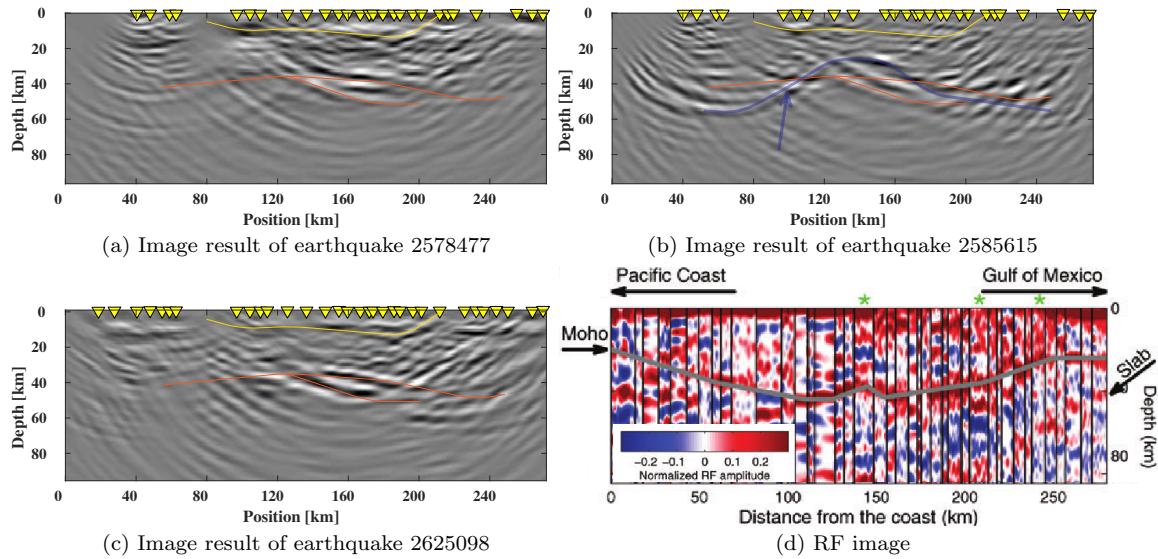 0
20
40
60
80
Depth [km]
0
40
80
120
160
200
240
Position [km]
(a) Image result of earthquake 2578477
0
20
40
60
80
Depth [km]
0
40
80
120
160
200
240
Position [km]
(b) Image result of earthquake 2585615
0
20
40
60
80
Depth [km]
0
40
80
120
160
200
240
Position [km]
(c) Image result of earthquake 2625098
Pacific Coast
Gulf of Mexico
* * *
Moho
Slab
0
80
Depth
(km)
-0.2 -0.1 0 0.1 0.2
Normalized RF amplitude
0 50 100 150 200 250
Distance from the coast (km)
(d) RF image